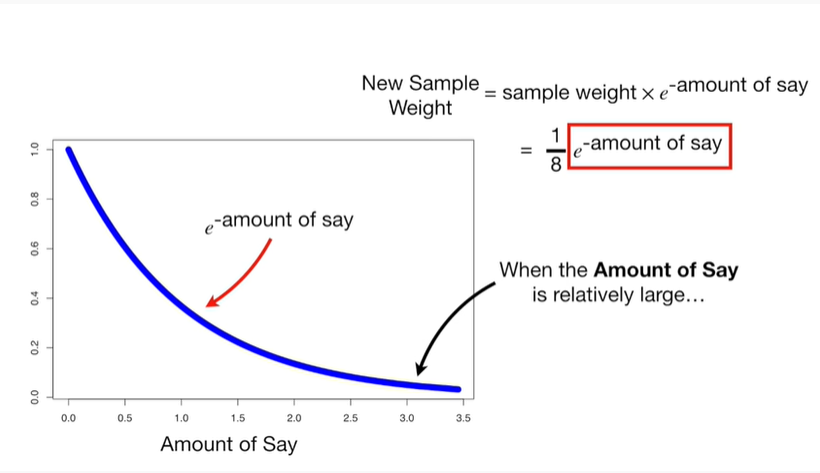 New Sample
Weight
= sample weight × e^-amount of say
= 1/8 e^-amount of say
e^-amount of say
When the Amount of Say
is relatively large...
1.0
0.8
0.6
0.4
0.2
0.0
0.0 0.5 1.0 1.5 2.0 2.5 3.0 3.5
Amount of Say